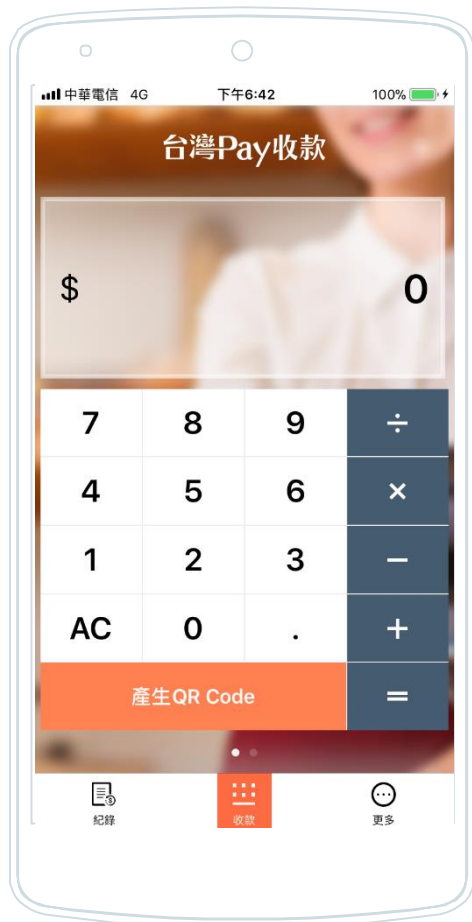 中華電信 4G 下午6:42 100%
台灣Pay收款
$ 0
7 8 9 ÷
4 5 6 ×
1 2 3 −
AC 0 . +
產生QR Code =
紀錄 收款 更多